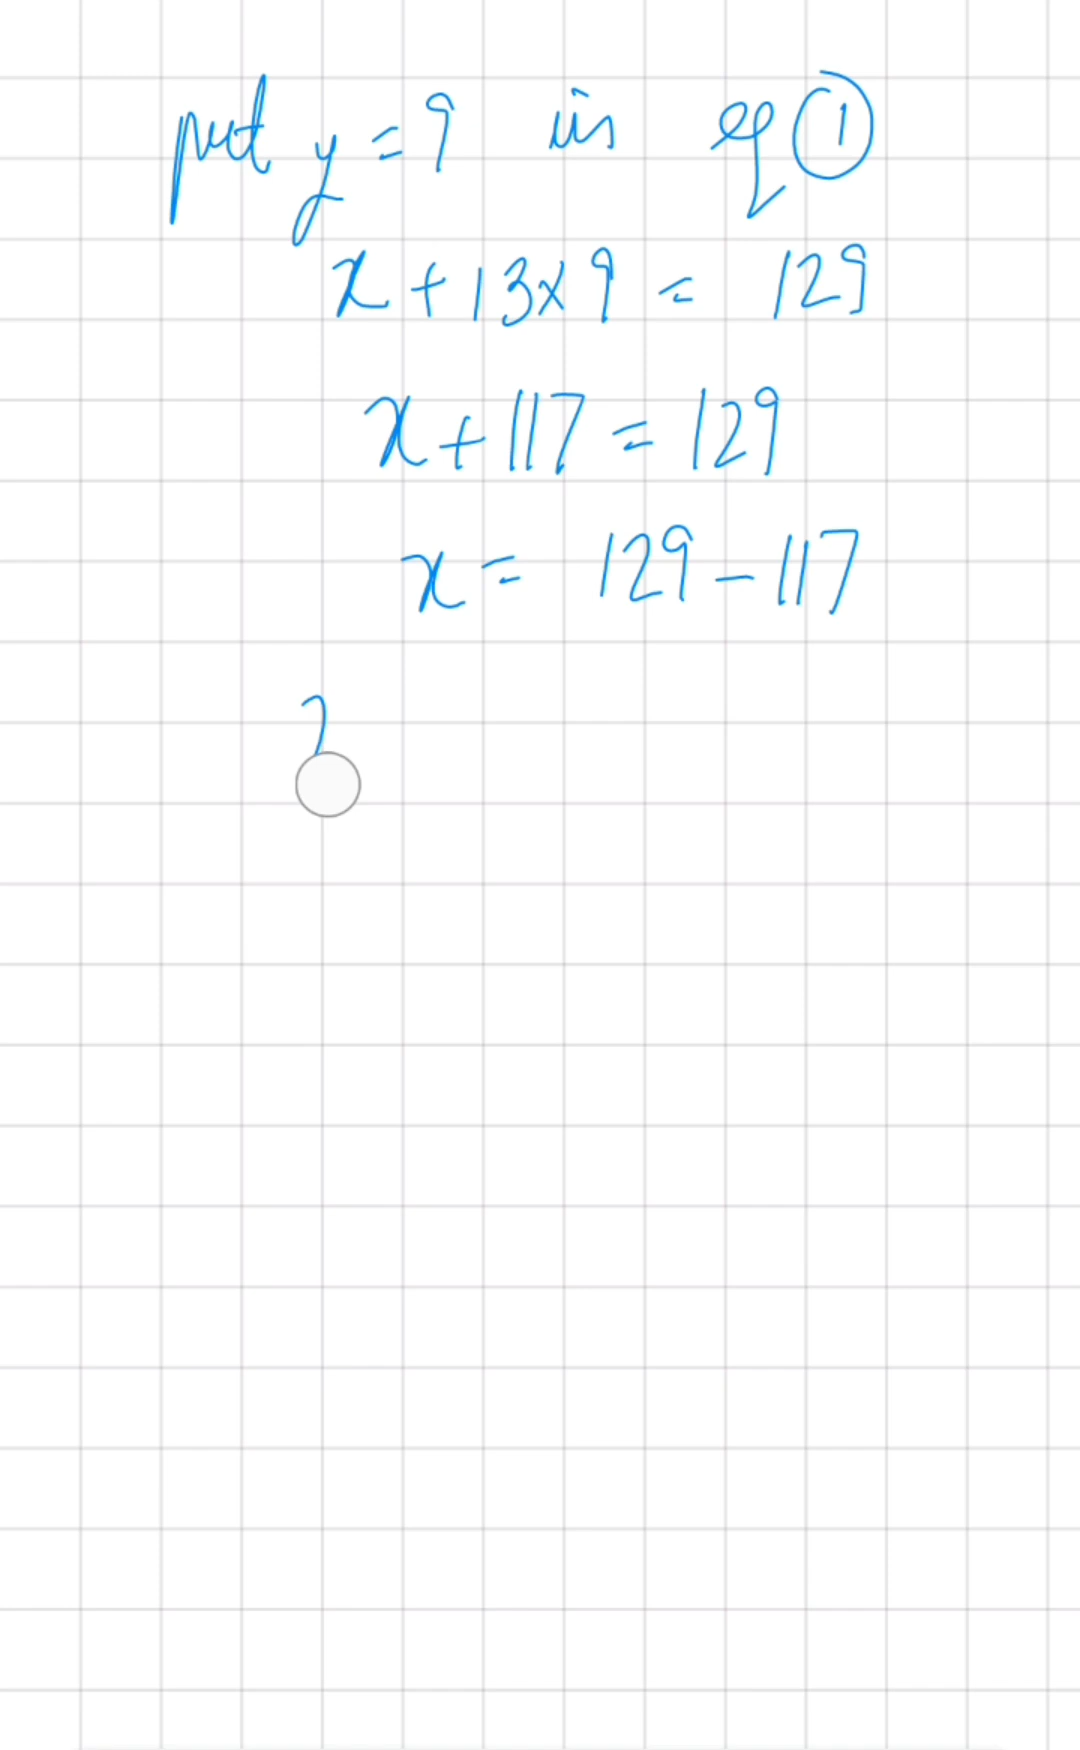 put y = 9 in eq ①
x + 13 x 9 = 129
x + 117 = 129
x = 129 - 117